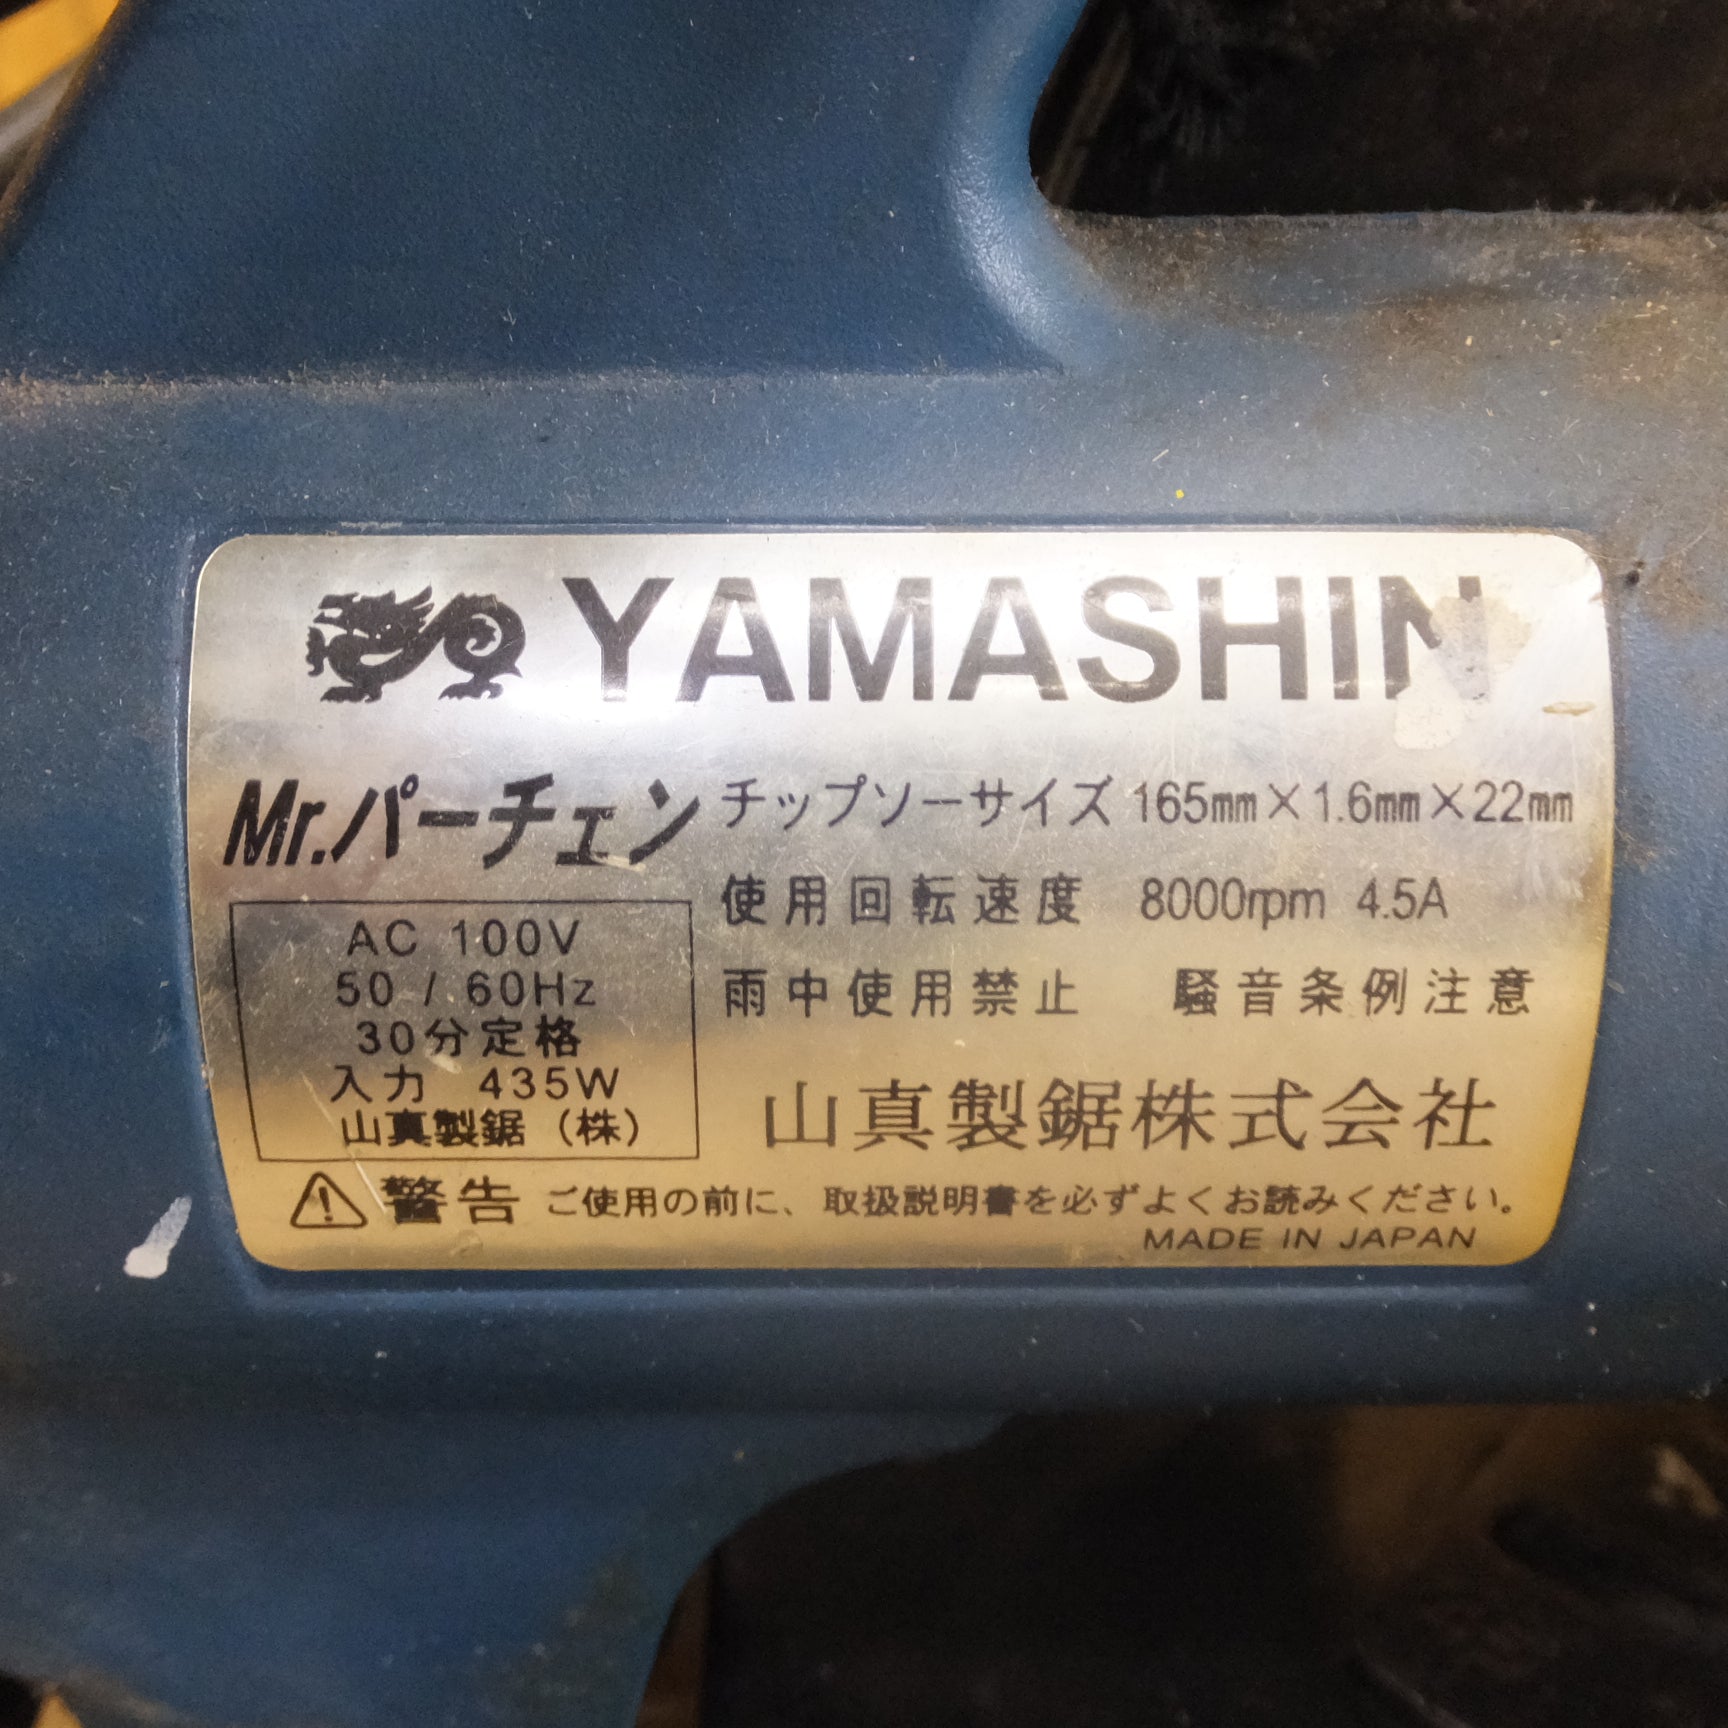 YAMASHIN
Mr.パーチェン
チップソーサイズ 165mm×1.6mm×22mm
使用回転速度 8000rpm 4.5A
雨中使用禁止 騒音条例注意
AC 100V
50 / 60Hz
30分定格
入力 435W
山真製鋸（株）
山真製鋸株式会社
⚠ 警告 ご使用の前に、取扱説明書を必ずよくお読みください。
MADE IN JAPAN